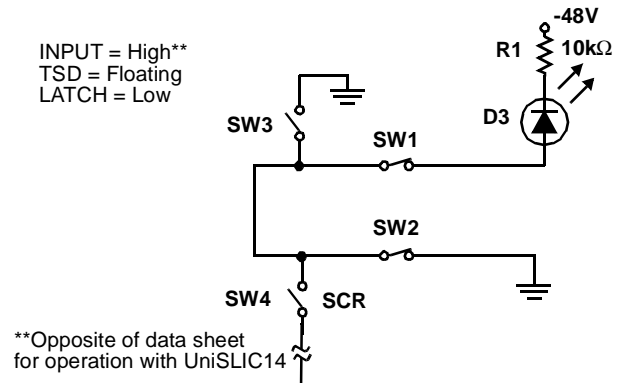 -48V
R1
10kΩ
INPUT = High**
TSD = Floating
LATCH = Low
D3
SW3
SW1
SW2
SW4
SCR
**Opposite of data sheet
for operation with UniSLIC14